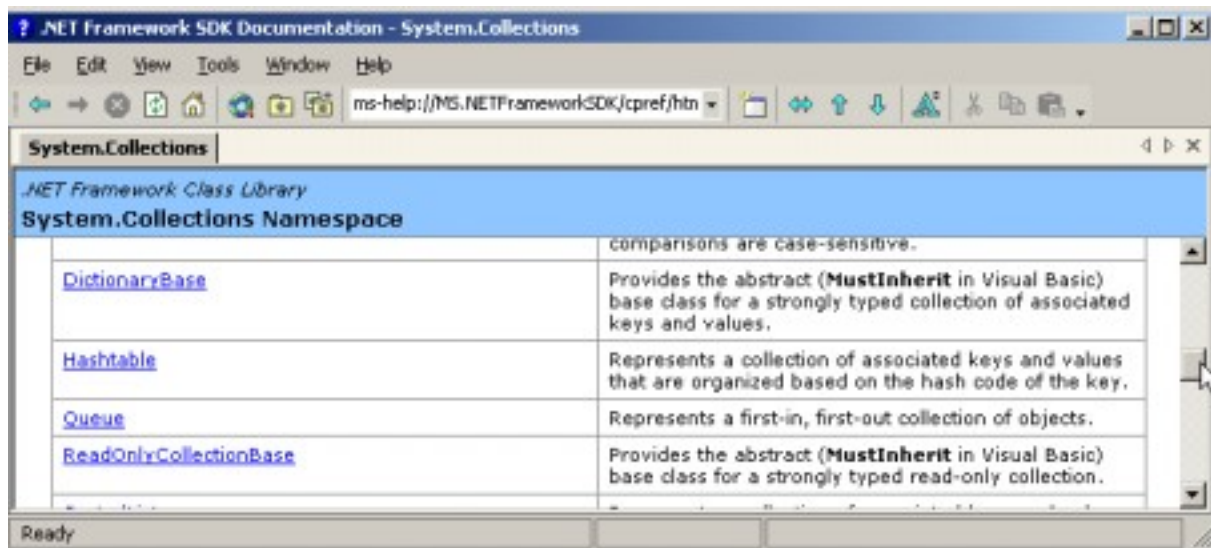 .NET Framework SDK Documentation - System.Collections
File Edit View Tools Window Help
ms-help://MS.NETFrameworkSDK/cpref/htn
System.Collections
.NET Framework Class Library
System.Collections Namespace
comparisons are case-sensitive.
DictionaryBase
Provides the abstract (MustInherit in Visual Basic)
base class for a strongly typed collection of associated
keys and values.
Hashtable
Represents a collection of associated keys and values
that are organized based on the hash code of the key.
Queue
Represents a first-in, first-out collection of objects.
ReadOnlyCollectionBase
Provides the abstract (MustInherit in Visual Basic)
base class for a strongly typed read-only collection.
Ready